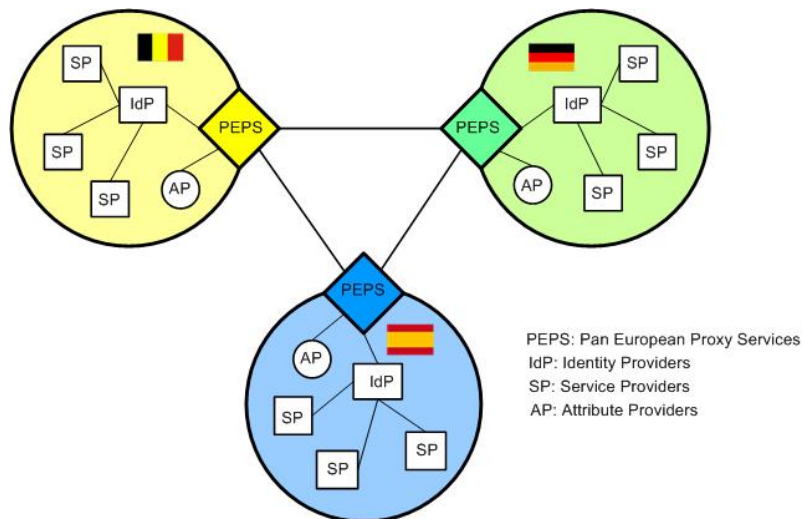 SP
IdP
SP
SP
AP
PEPS
PEPS
SP
IdP
SP
SP
AP
PEPS
AP
IdP
SP
SP
SP
PEPS: Pan European Proxy Services
IdP: Identity Providers
SP: Service Providers
AP: Attribute Providers